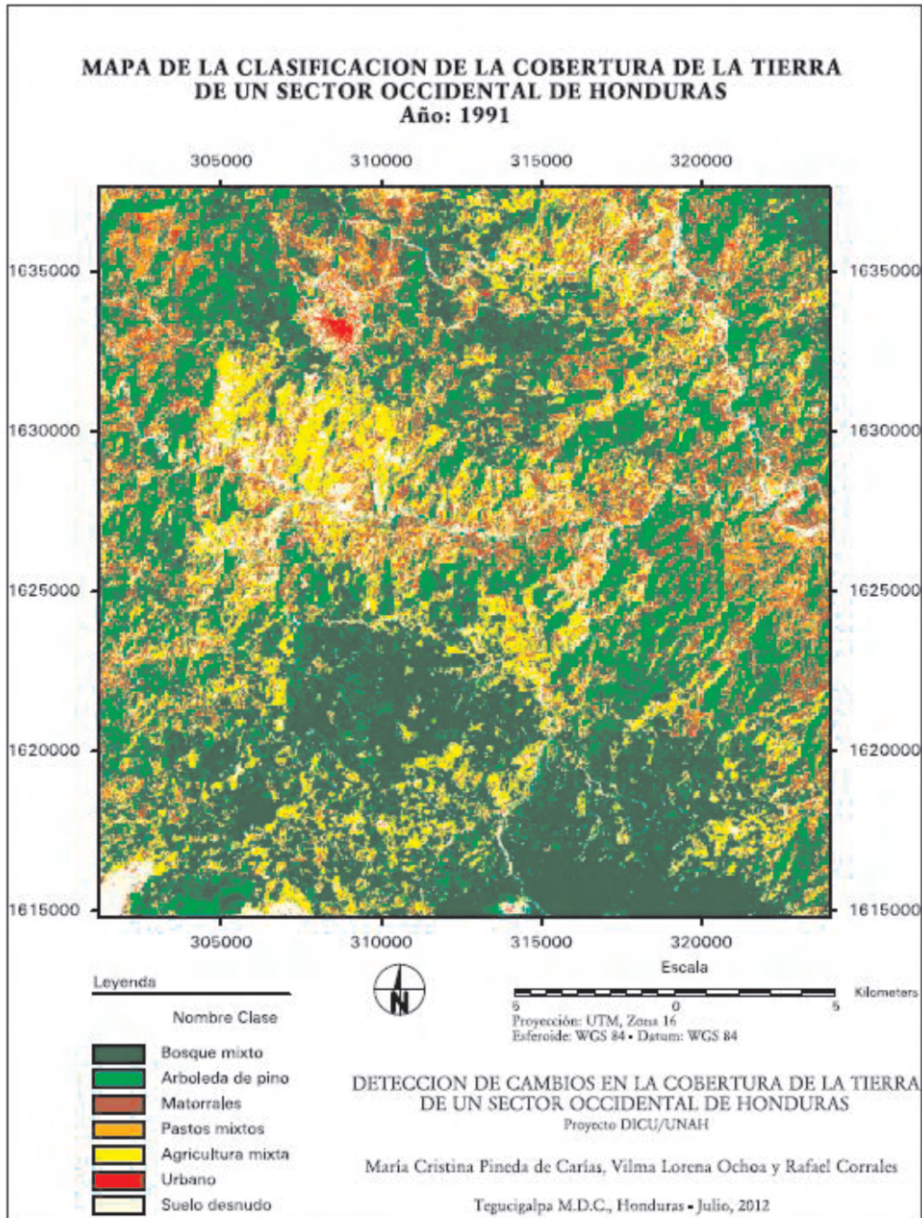 MAPA DE LA CLASIFICACION DE LA COBERTURA DE LA TIERRA
DE UN SECTOR OCCIDENTAL DE HONDURAS
Año: 1991
305000 310000 315000 320000
1635000 1635000
1630000 1630000
1625000 1625000
1620000 1620000
1615000 1615000
305000 310000 315000 320000
Leyenda
Nombre Clase
Bosque mixto
Arboleda de pino
Matorrales
Pastos mixtos
Agricultura mixta
Urbano
Suelo desnudo
N
Escala
Kilometers
5 0 5
Proyección: UTM, Zona 16
Esferoide: WGS 84 • Datum: WGS 84
DETECCION DE CAMBIOS EN LA COBERTURA DE LA TIERRA
DE UN SECTOR OCCIDENTAL DE HONDURAS
Proyecto DICU/UNAH
María Cristina Pineda de Carías, Vilma Lorena Ochoa y Rafael Corrales
Tegucigalpa M.D.C., Honduras - Julio, 2012